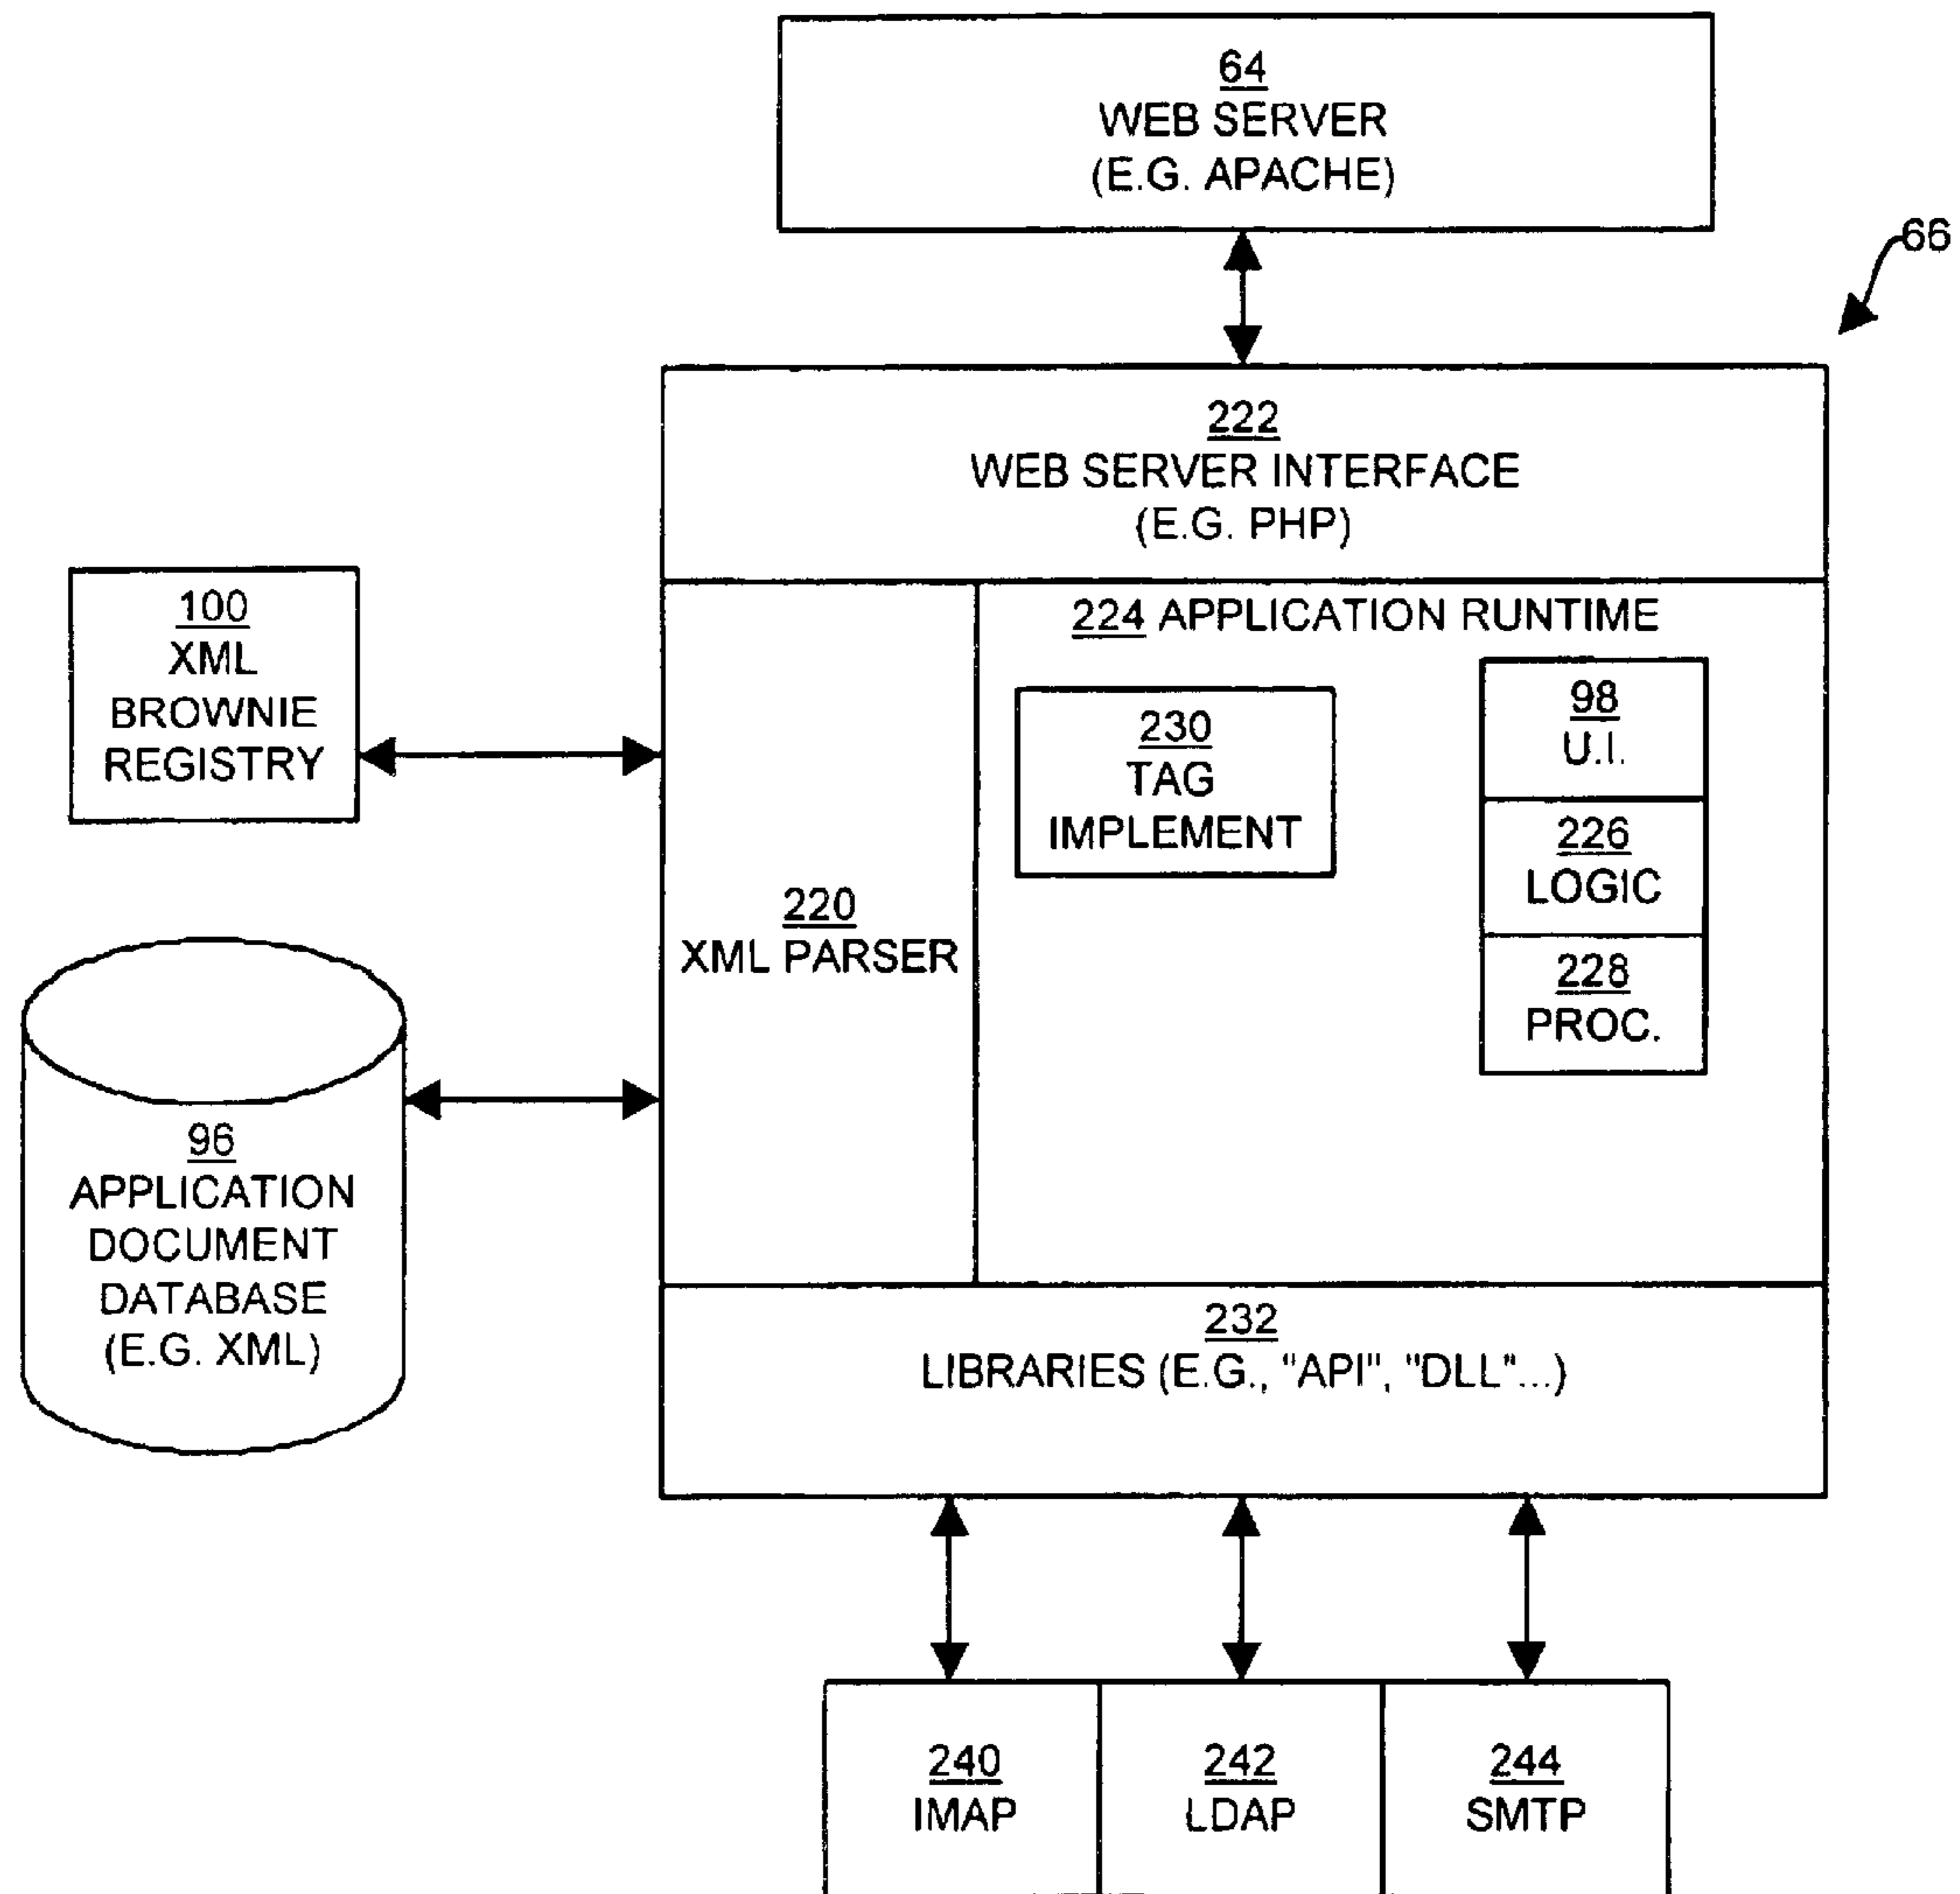 64
WEB SERVER
(E.G. APACHE)
66
222
WEB SERVER INTERFACE
(E.G. PHP)
100
XML
BROWNIE
REGISTRY
220
XML PARSER
224 APPLICATION RUNTIME
230
TAG
IMPLEMENT
98
U.I.
226
LOGIC
228
PROC.
96
APPLICATION
DOCUMENT
DATABASE
(E.G. XML)
232
LIBRARIES (E.G., "API", "DLL"...)
240
IMAP
242
LDAP
244
SMTP